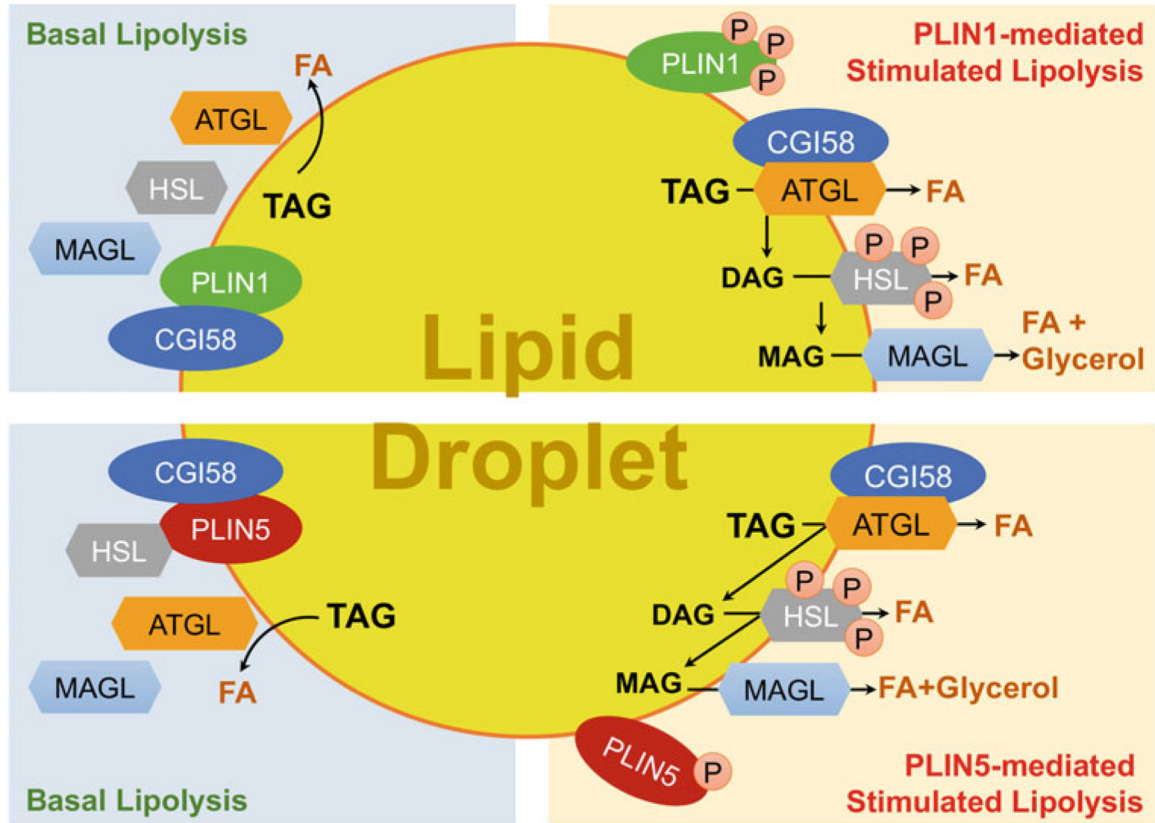 Basal Lipolysis
FA
ATGL
HSL
TAG
MAGL
PLIN1
CGI58
PLIN1-mediated
Stimulated Lipolysis
PLIN1
P
P
P
CGI58
TAG
ATGL
FA
DAG
HSL
P
P
P
FA
MAG
MAGL
FA +
Glycerol
Lipid
Droplet
CGI58
PLIN5
HSL
ATGL
TAG
MAGL
FA
Basal Lipolysis
CGI58
TAG
ATGL
FA
DAG
HSL
P
P
P
FA
MAG
MAGL
FA+Glycerol
PLIN5
P
PLIN5-mediated
Stimulated Lipolysis